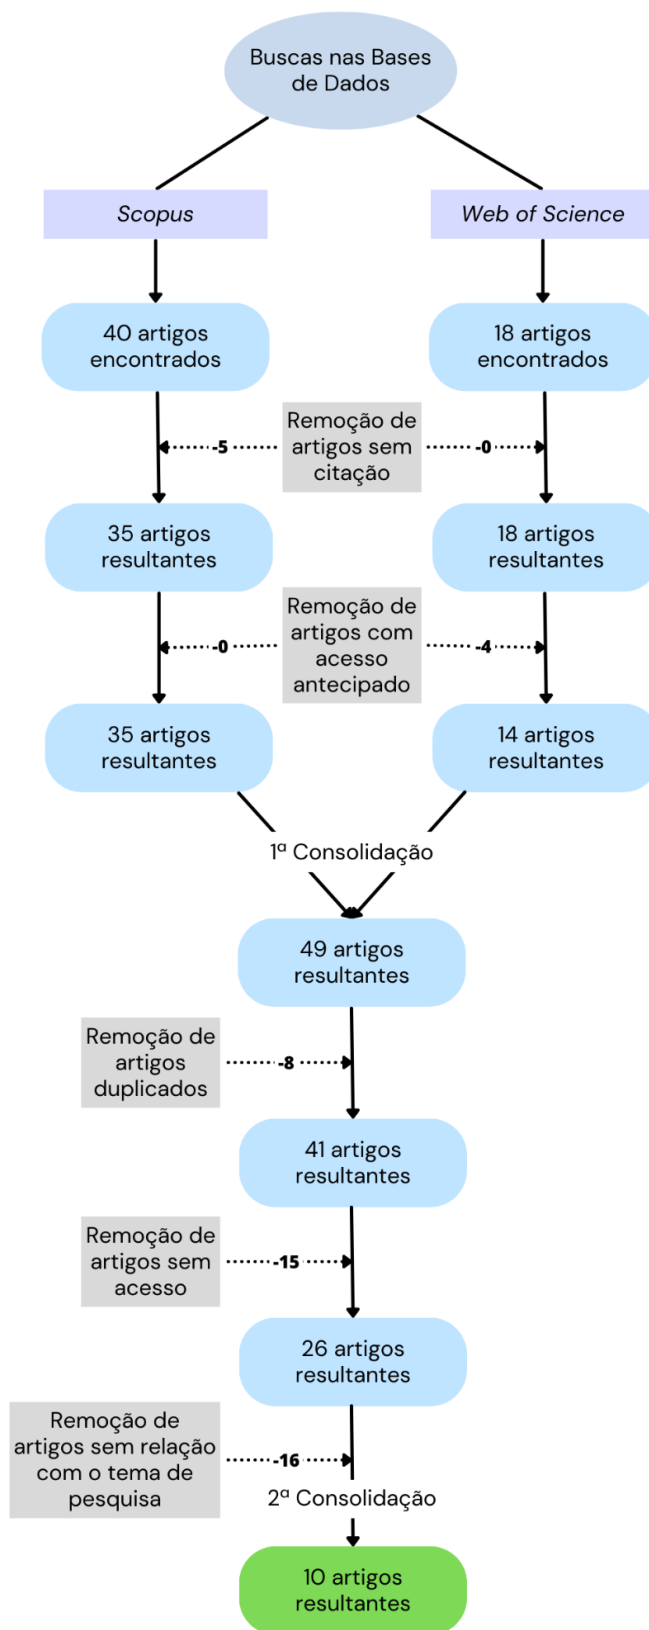 Buscas nas Bases
de Dados
Scopus
Web of Science
40 artigos
encontrados
18 artigos
encontrados
Remoção de
artigos sem
citação
-5
-0
35 artigos
resultantes
18 artigos
resultantes
Remoção de
artigos com
acesso
antecipado
-0
-4
35 artigos
resultantes
14 artigos
resultantes
1ª Consolidação
49 artigos
resultantes
Remoção de
artigos
duplicados
-8
41 artigos
resultantes
Remoção de
artigos sem
acesso
-15
26 artigos
resultantes
Remoção de
artigos sem relação
com o tema de
pesquisa
-16
2ª Consolidação
10 artigos
resultantes